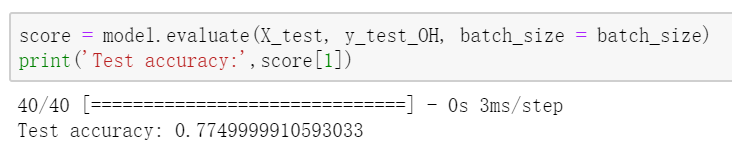 score = model.evaluate(X_test, y_test_OH, batch_size = batch_size)
print('Test accuracy:',score[1])
40/40 [==============================] - 0s 3ms/step
Test accuracy: 0.7749999910593033